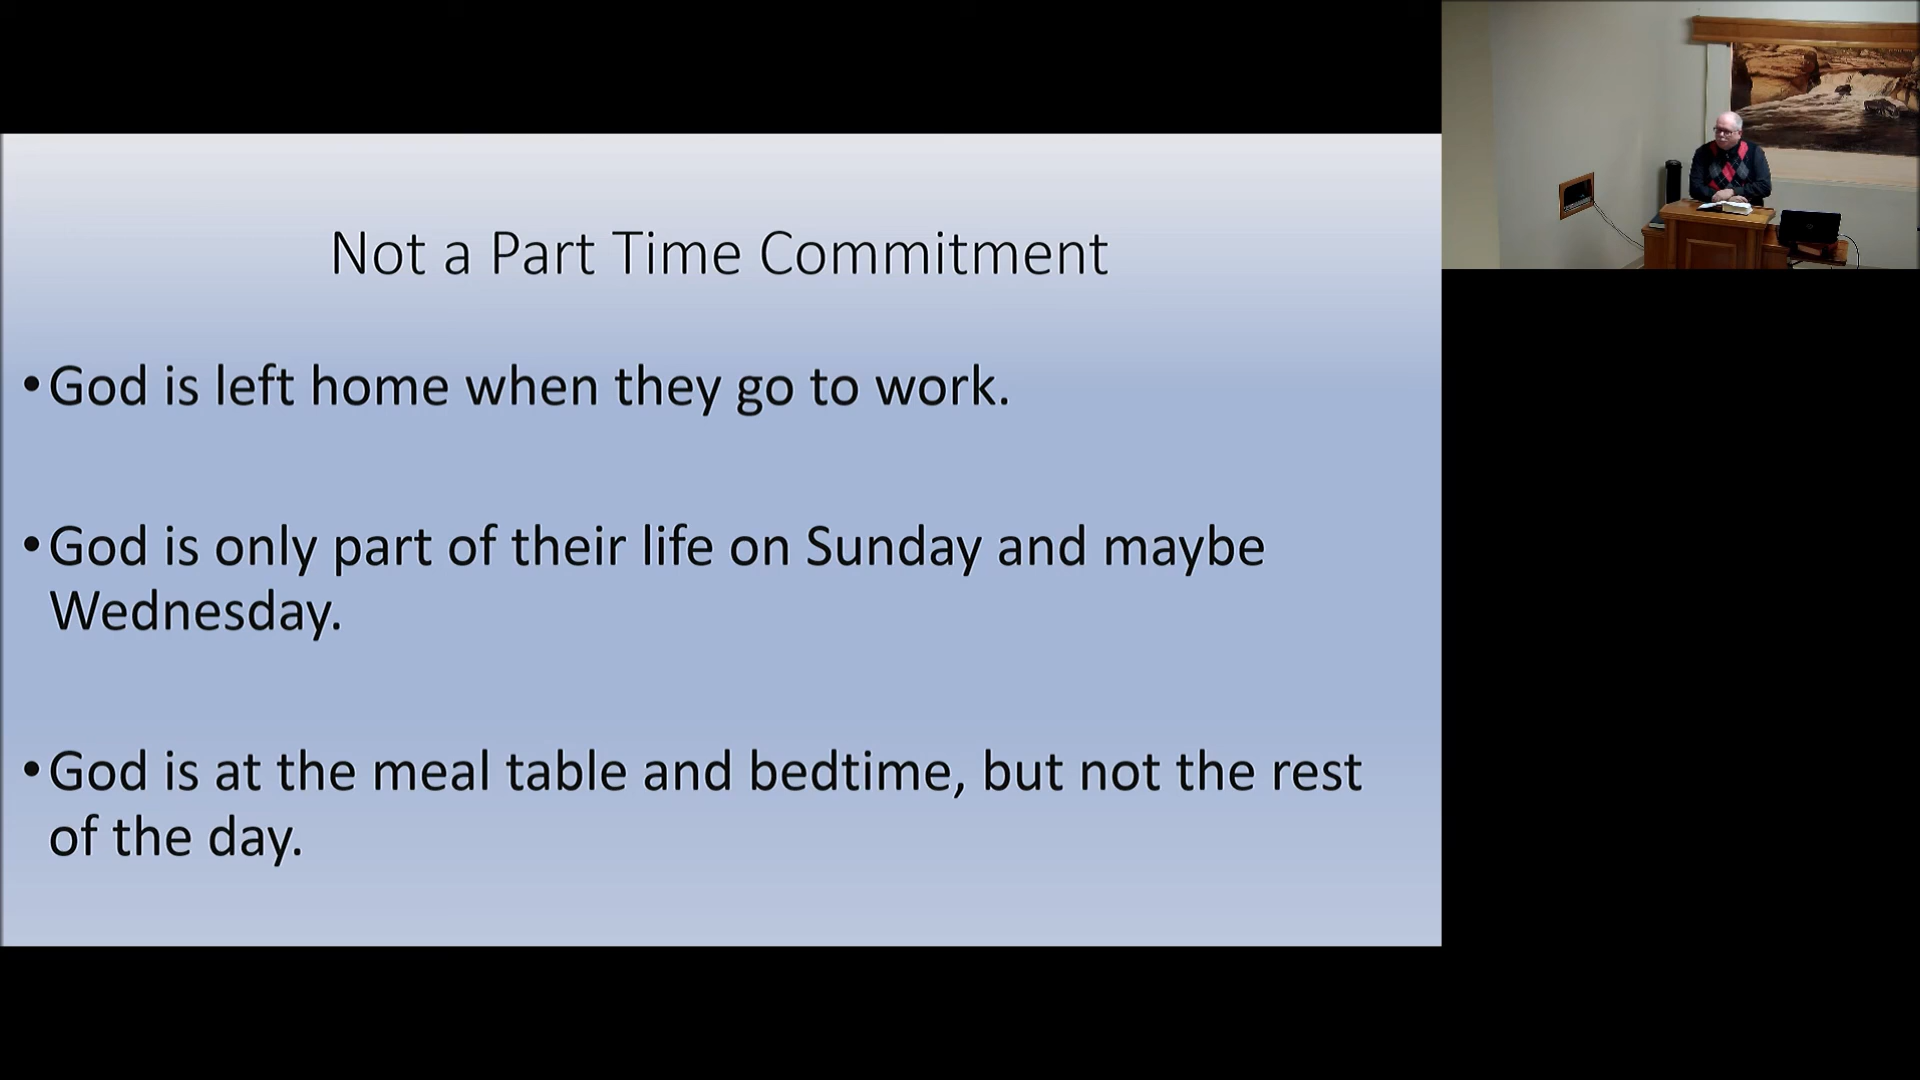 Not a Part Time Commitment
•God is left home when they go to work.
•God is only part of their life on Sunday and maybe
Wednesday.
•God is at the meal table and bedtime, but not the rest
of the day.